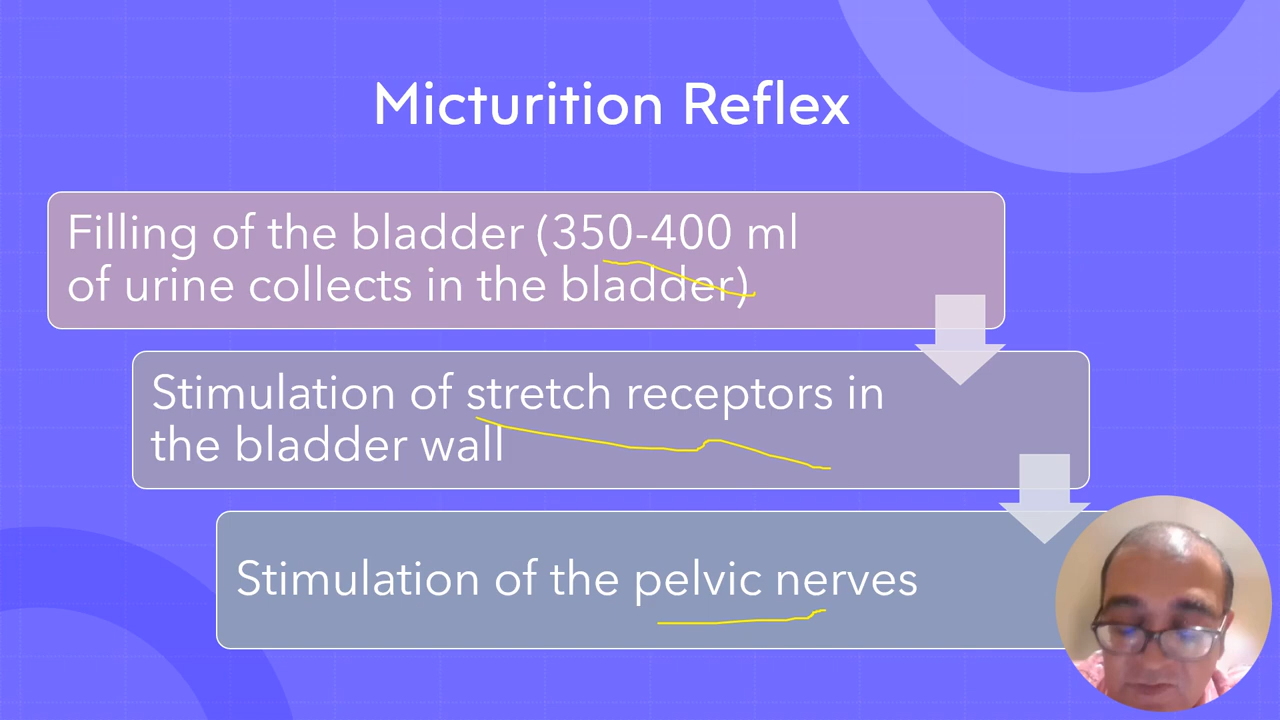 Micturition Reflex
Filling of the bladder (350-400 ml
of urine collects in the bladder)
Stimulation of stretch receptors in
the bladder wall
Stimulation of the pelvic nerves